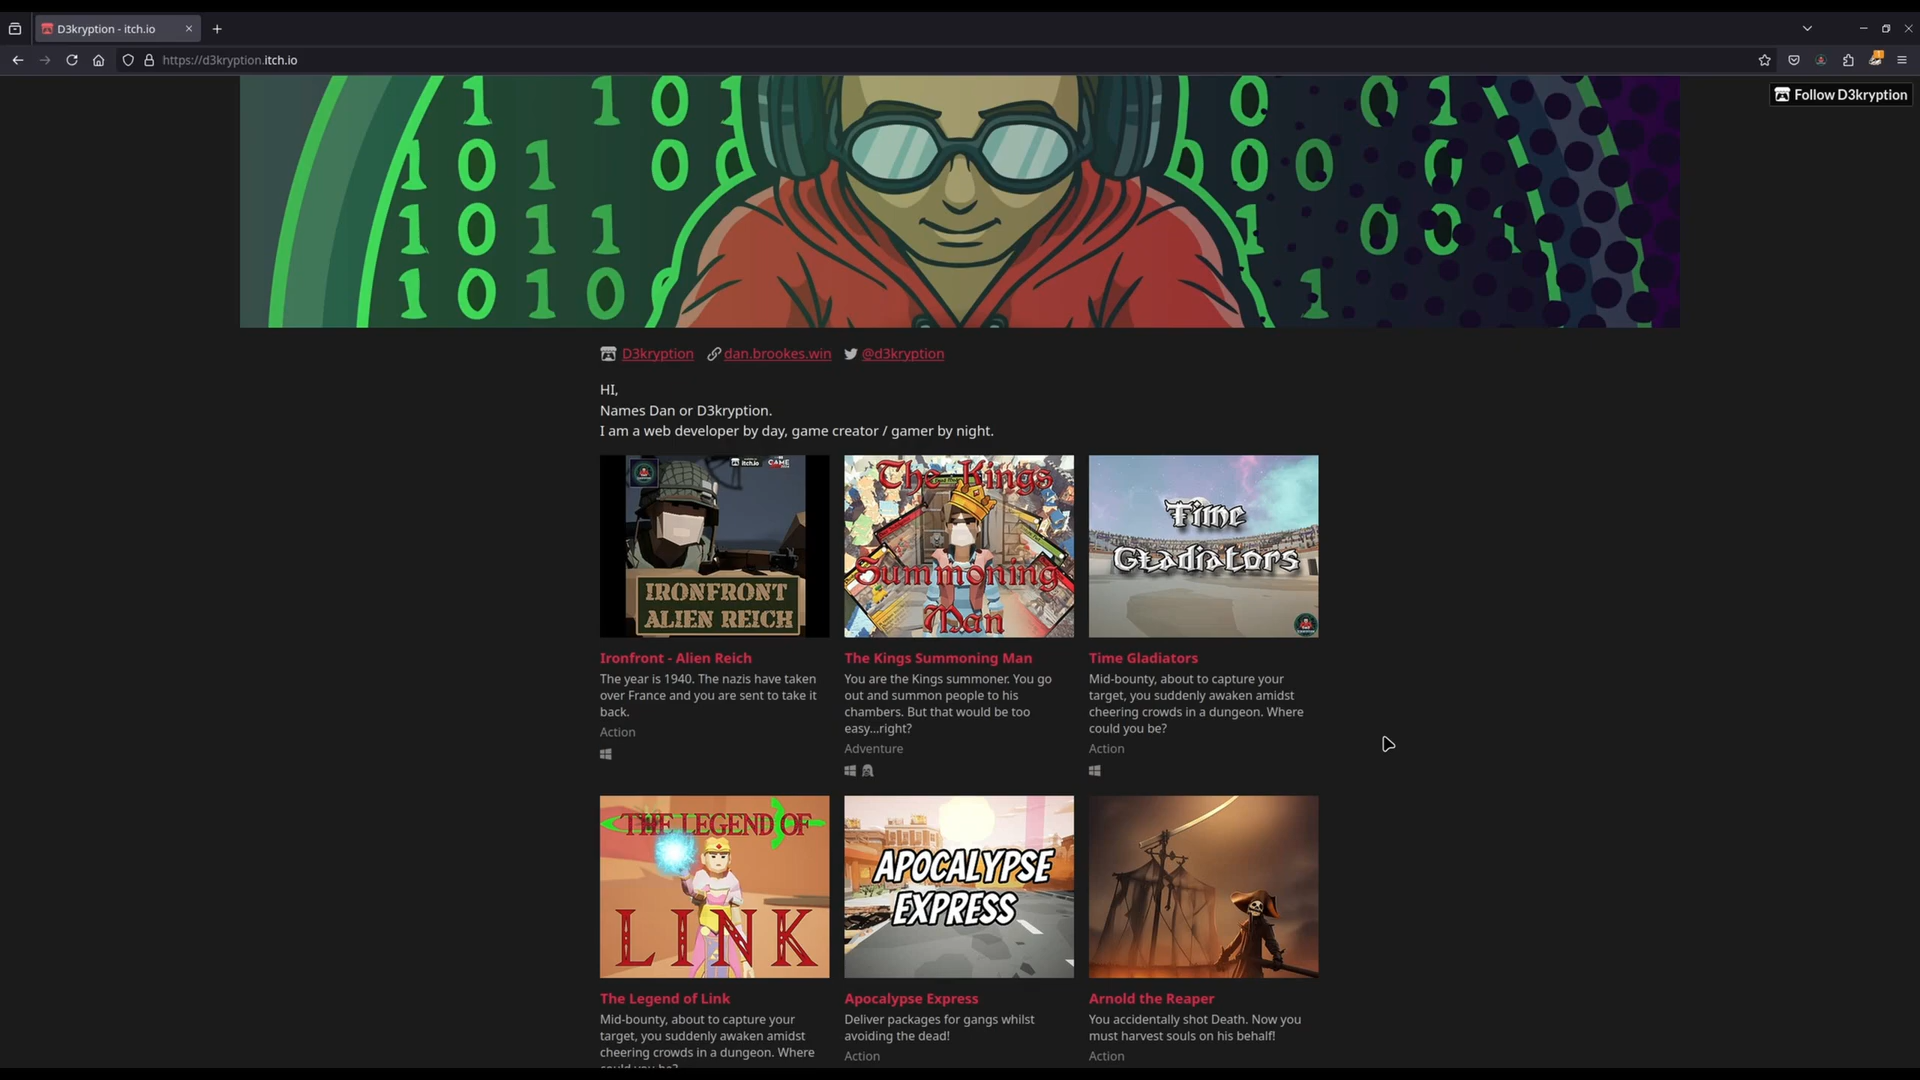 D3kryption - itch.io
https://d3kryption.itch.io
Follow D3kryption
1 1 0 1 0 1
1 0 1 0 0
1 0 1 1
1 0 1 0
D3kryption dan.brookes.win @d3kryption
HI,
Names Dan or D3kryption.
I am a web developer by day, game creator / gamer by night.
itch.io GAME
IRONFRONT
ALIEN REICH
The Kings
Summoning
Man
Time
Gladiators
Ironfront - Alien Reich
The year is 1940. The nazis have taken
over France and you are sent to take it
back.
Action
The Kings Summoning Man
You are the Kings summoner. You go
out and summon people to his
chambers. But that would be too
easy...right?
Adventure
Time Gladiators
Mid-bounty, about to capture your
target, you suddenly awaken amidst
cheering crowds in a dungeon. Where
could you be?
Action
THE LEGEND OF
LINK
APOCALYPSE
EXPRESS
The Legend of Link
Mid-bounty, about to capture your
target, you suddenly awaken amidst
cheering crowds in a dungeon. Where
could you be?
Apocalypse Express
Deliver packages for gangs whilst
avoiding the dead!
Action
Arnold the Reaper
You accidentally shot Death. Now you
must harvest souls on his behalf!
Action